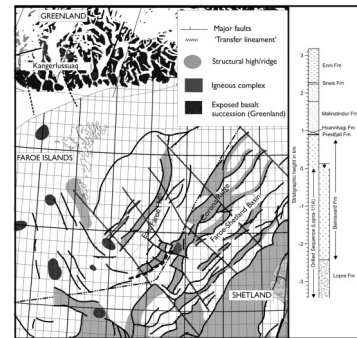 GREENLAND
Kangerlussuaq
FAROE ISLANDS
Major faults
'Transfer lineament'
Structural high/ridge
Igneous complex
Exposed basalt
succession (Greenland)
Faroe-Shetland Basin
SHETLAND
Stratigraphic height in km
3
2
1
0
-1
-2
-3
Drilled Sequence (Lopra-1/1A)
Enni Fm
Sneis Fm
Malinstindur Fm
Hvannhagi Fm
Prestfjall Fm
Beinisvørð Fm
Lopra Fm